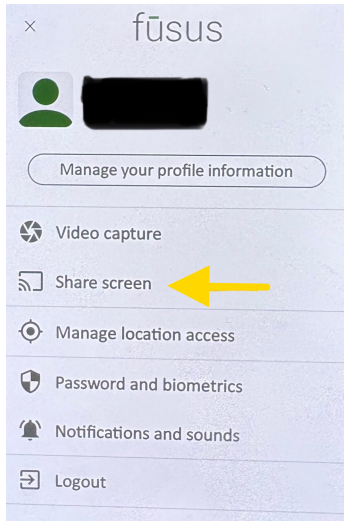 ×
fūsus
Manage your profile information
Video capture
Share screen
Manage location access
Password and biometrics
Notifications and sounds
Logout